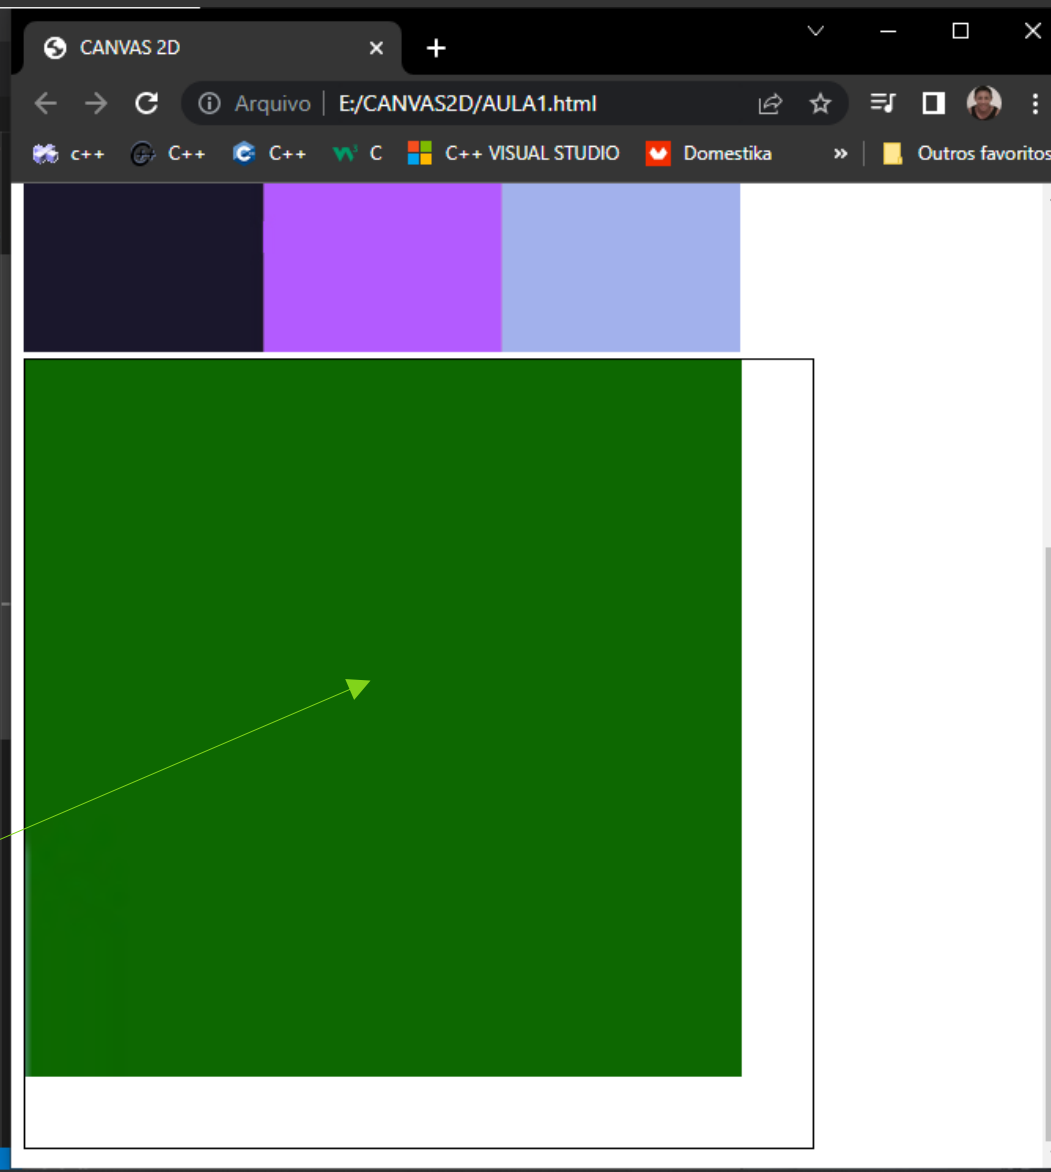 CANVAS 2D
Arquivo E:/CANVAS2D/AULA1.html
c++ C++ C++ C C++ VISUAL STUDIO Domestika » Outros favoritos